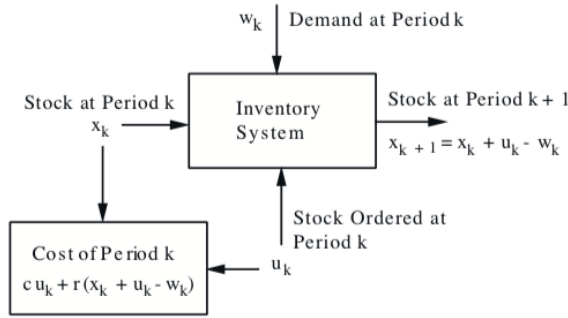 w_k Demand at Period k
Stock at Period k
x_k
Inventory
System
Stock at Period k + 1
x_{k + 1} = x_k + u_k - w_k
Stock Ordered at
Period k
u_k
Cost of Period k
c u_k + r (x_k + u_k - w_k)